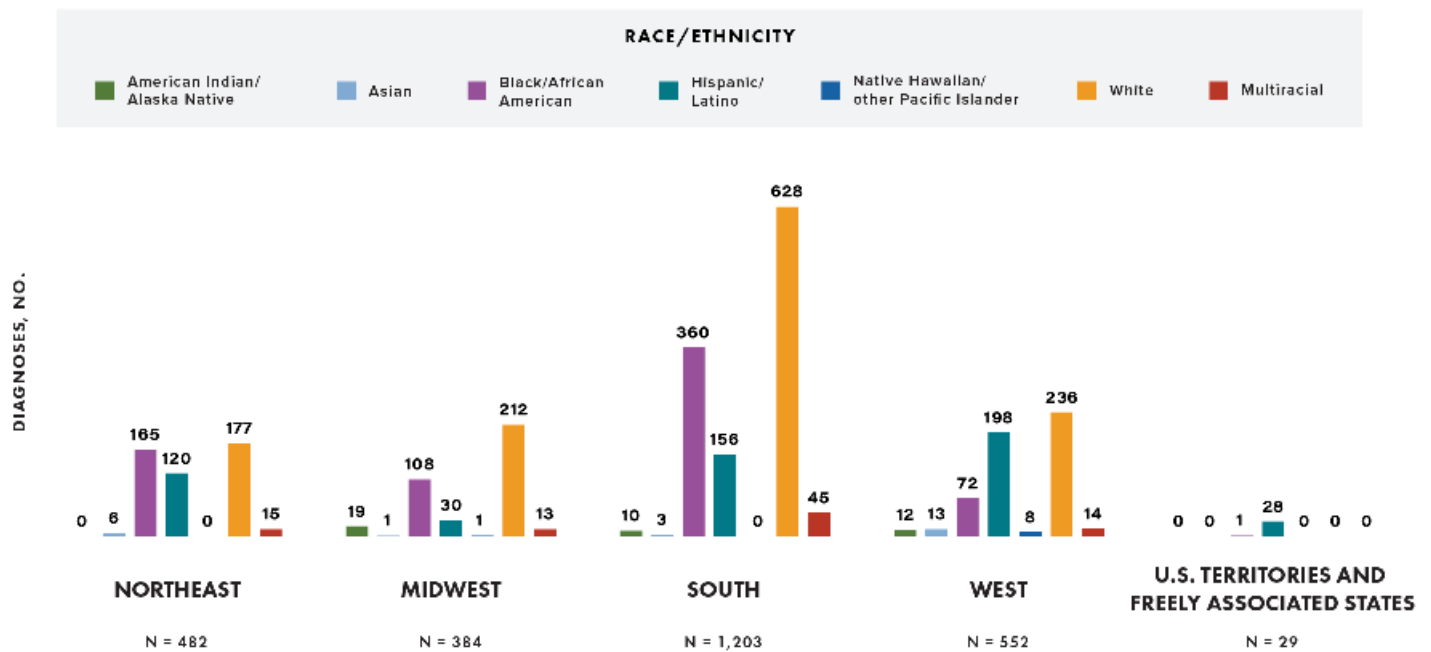 RACE/ETHNICITY
American Indian/
Alaska Native
Asian
Black/African
American
Hispanic/
Latino
Native Hawaiian/
other Pacific Islander
White
Multiracial
DIAGNOSES, NO.
0 6 165 120 0 177 15
19 1 108 30 1 212 13
10 3 360 156 0 628 45
12 13 72 198 8 236 14
0 0 1 28 0 0 0
NORTHEAST
N = 482
MIDWEST
N = 384
SOUTH
N = 1,203
WEST
N = 552
U.S. TERRITORIES AND
FREELY ASSOCIATED STATES
N = 29